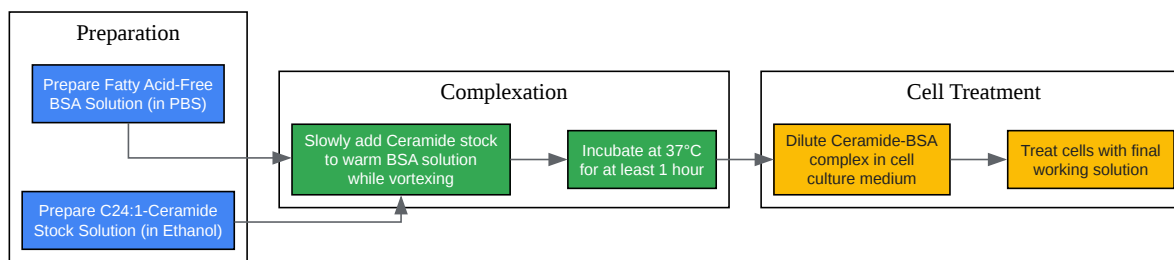 Preparation
Prepare Fatty Acid-Free
BSA Solution (in PBS)
Prepare C24:1-Ceramide
Stock Solution (in Ethanol)
Complexation
Slowly add Ceramide stock
to warm BSA solution
while vortexing
Incubate at 37°C
for at least 1 hour
Cell Treatment
Dilute Ceramide-BSA
complex in cell
culture medium
Treat cells with final
working solution